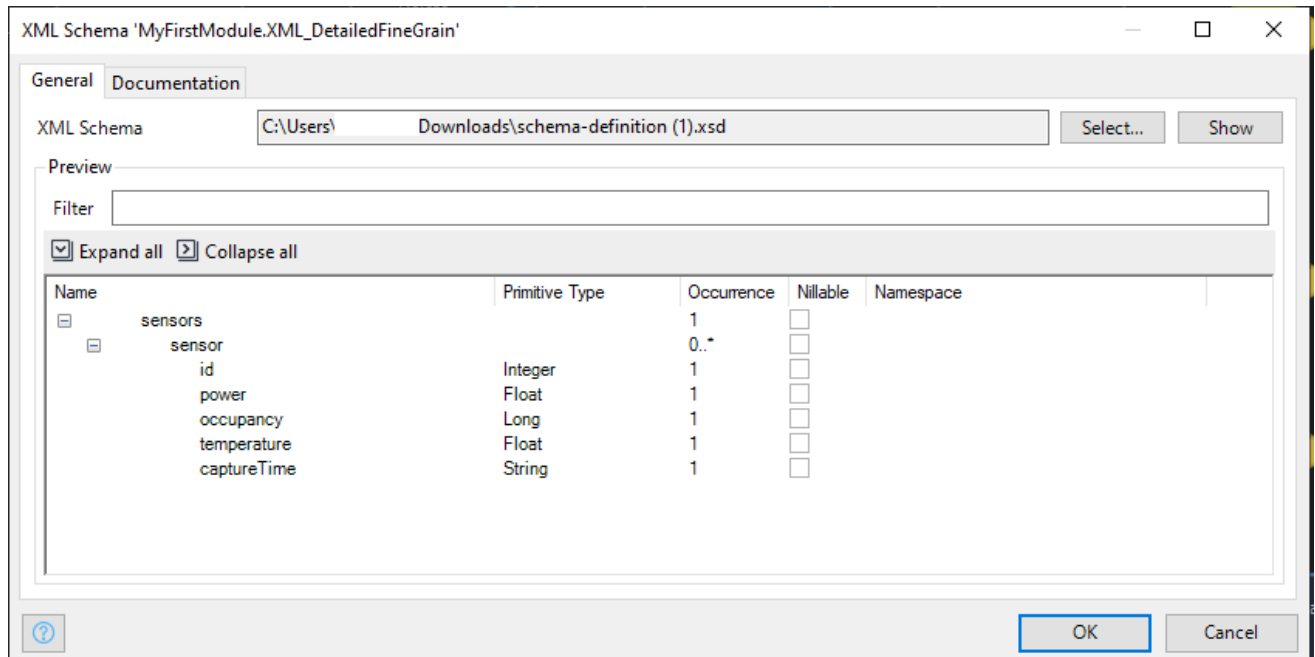 XML Schema 'MyFirstModule.XML_DetailedFineGrain'
General Documentation
XML Schema C:\Users\ Downloads\schema-definition (1).xsd Select... Show
Preview
Filter
Expand all Collapse all
Name Primitive Type Occurrence Nillable Namespace
sensors 1
sensor 0..*
id Integer 1
power Float 1
occupancy Long 1
temperature Float 1
captureTime String 1
? OK Cancel